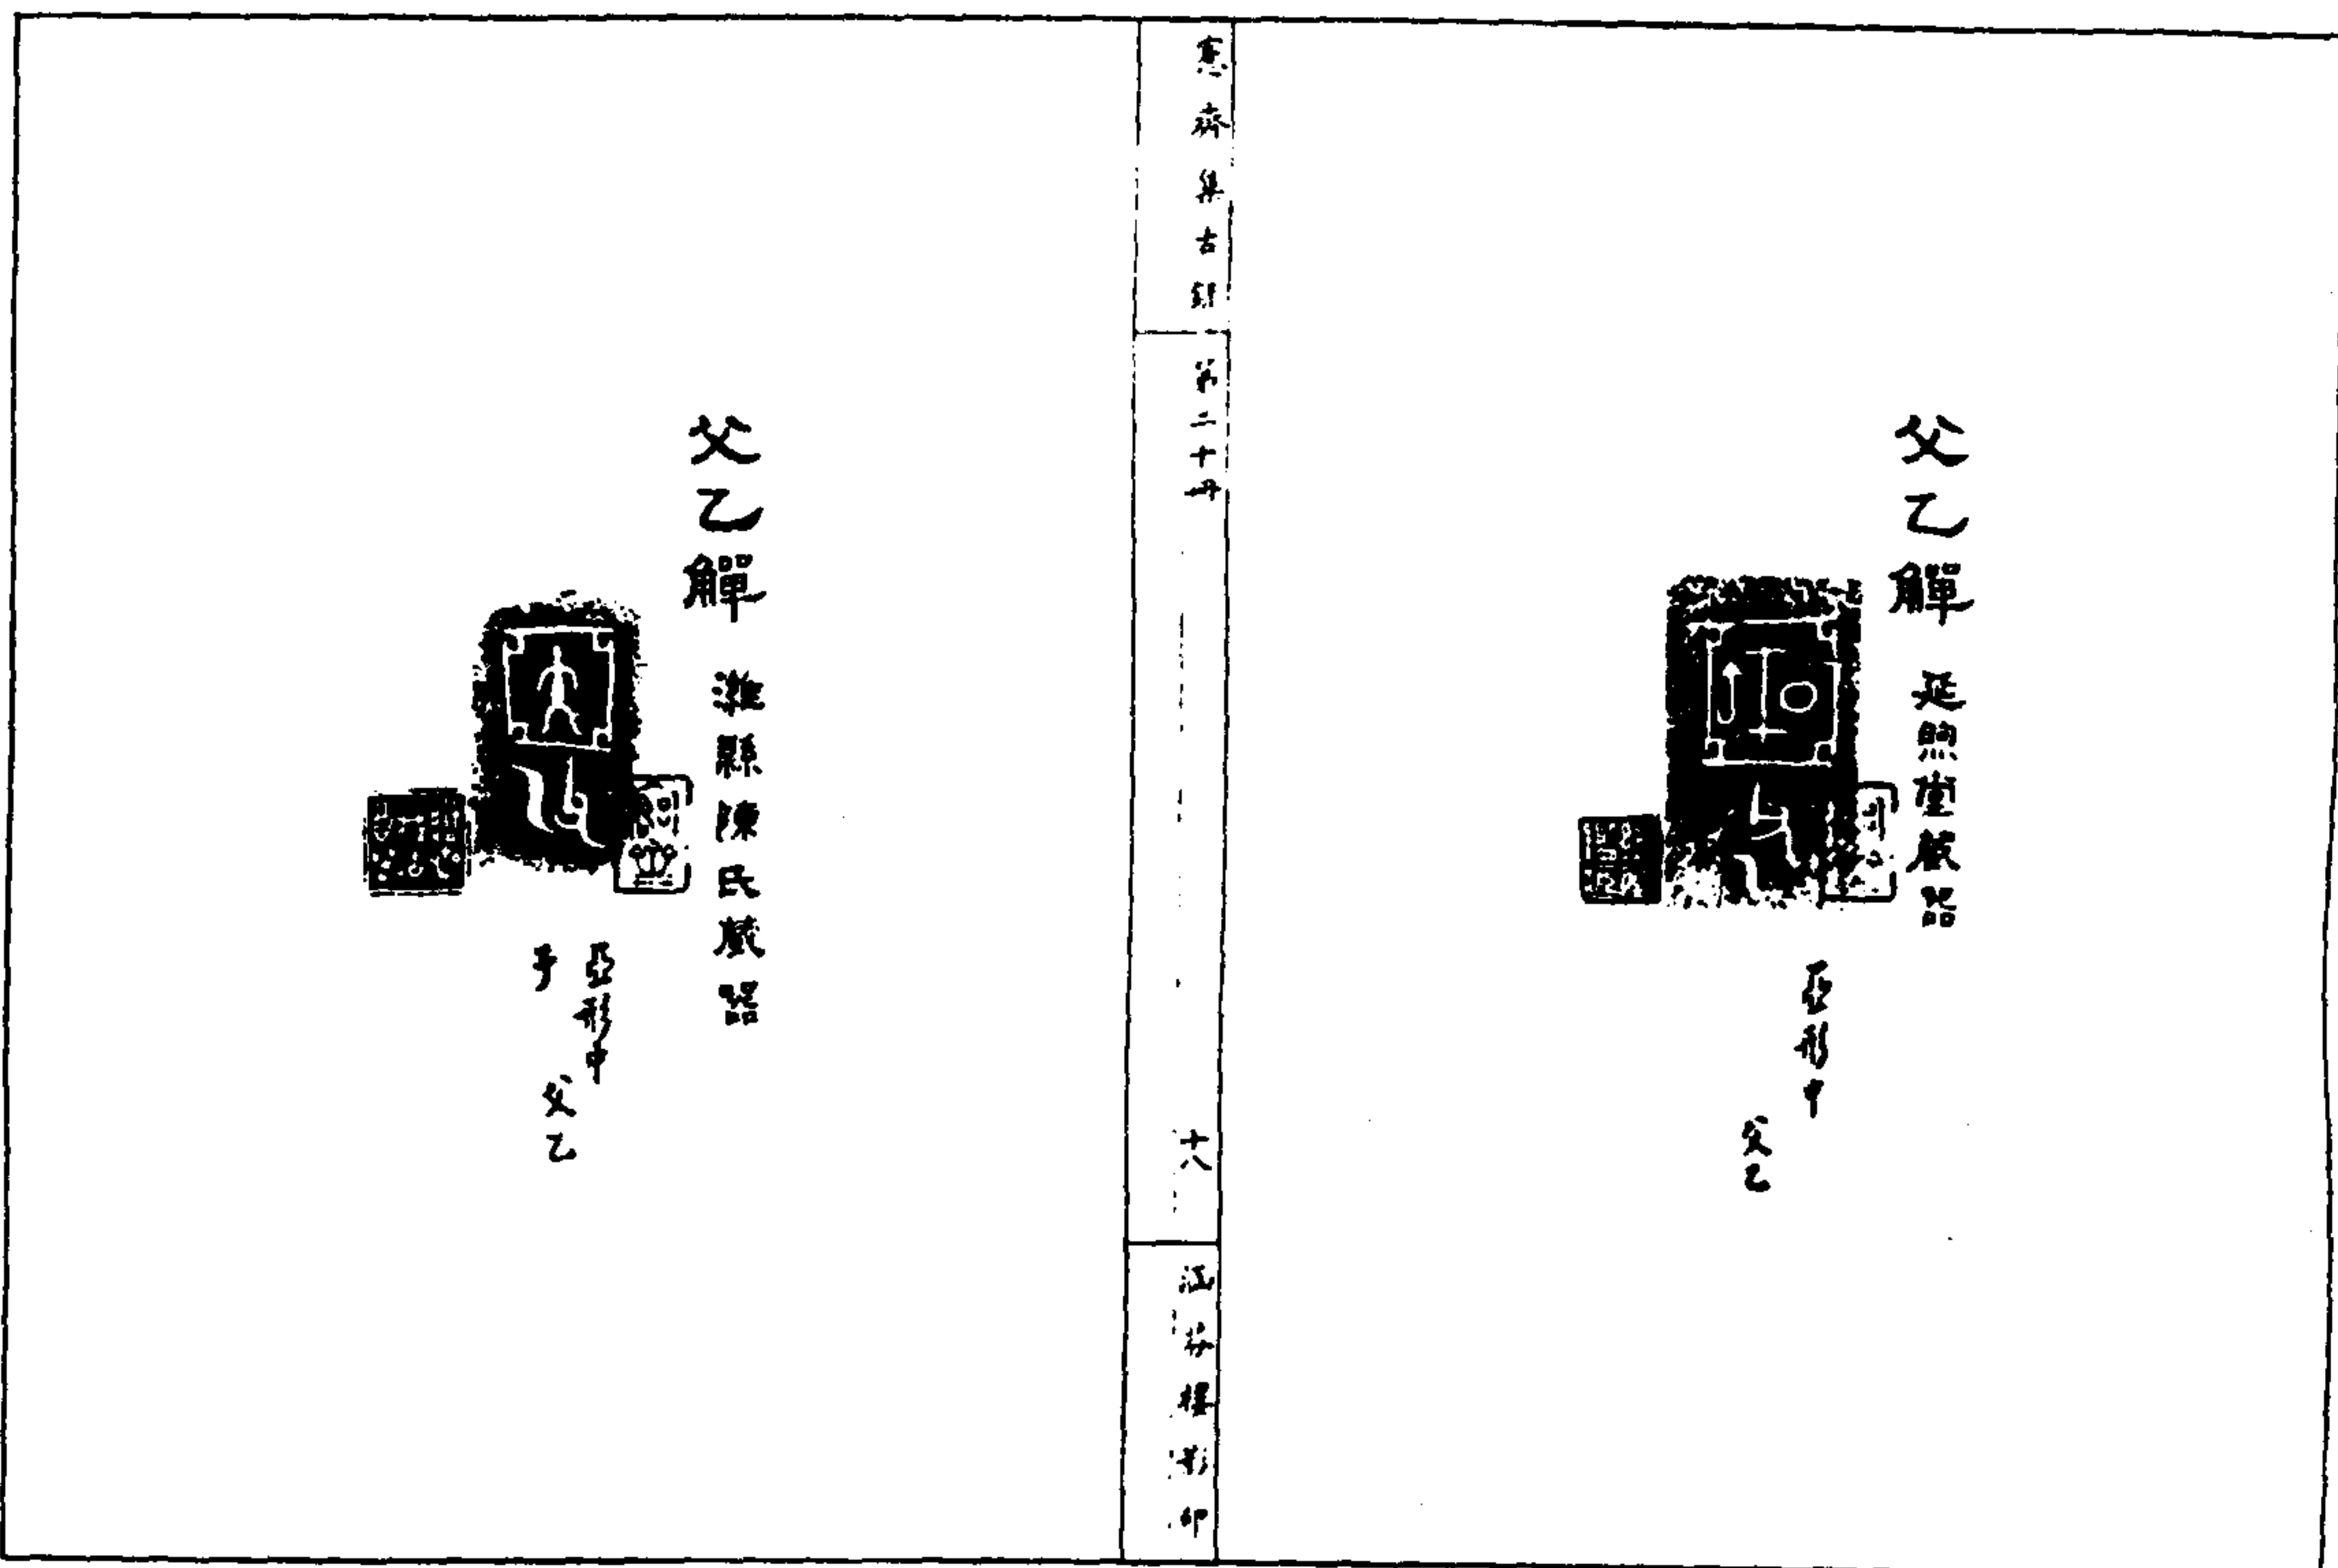 父乙觶
延煦堂藏器
亞形中
父乙
愙齋集古錄
第二十冊
十八
涵芬樓影印
父乙觶
濰縣陳氏藏器
亞形中
父乙